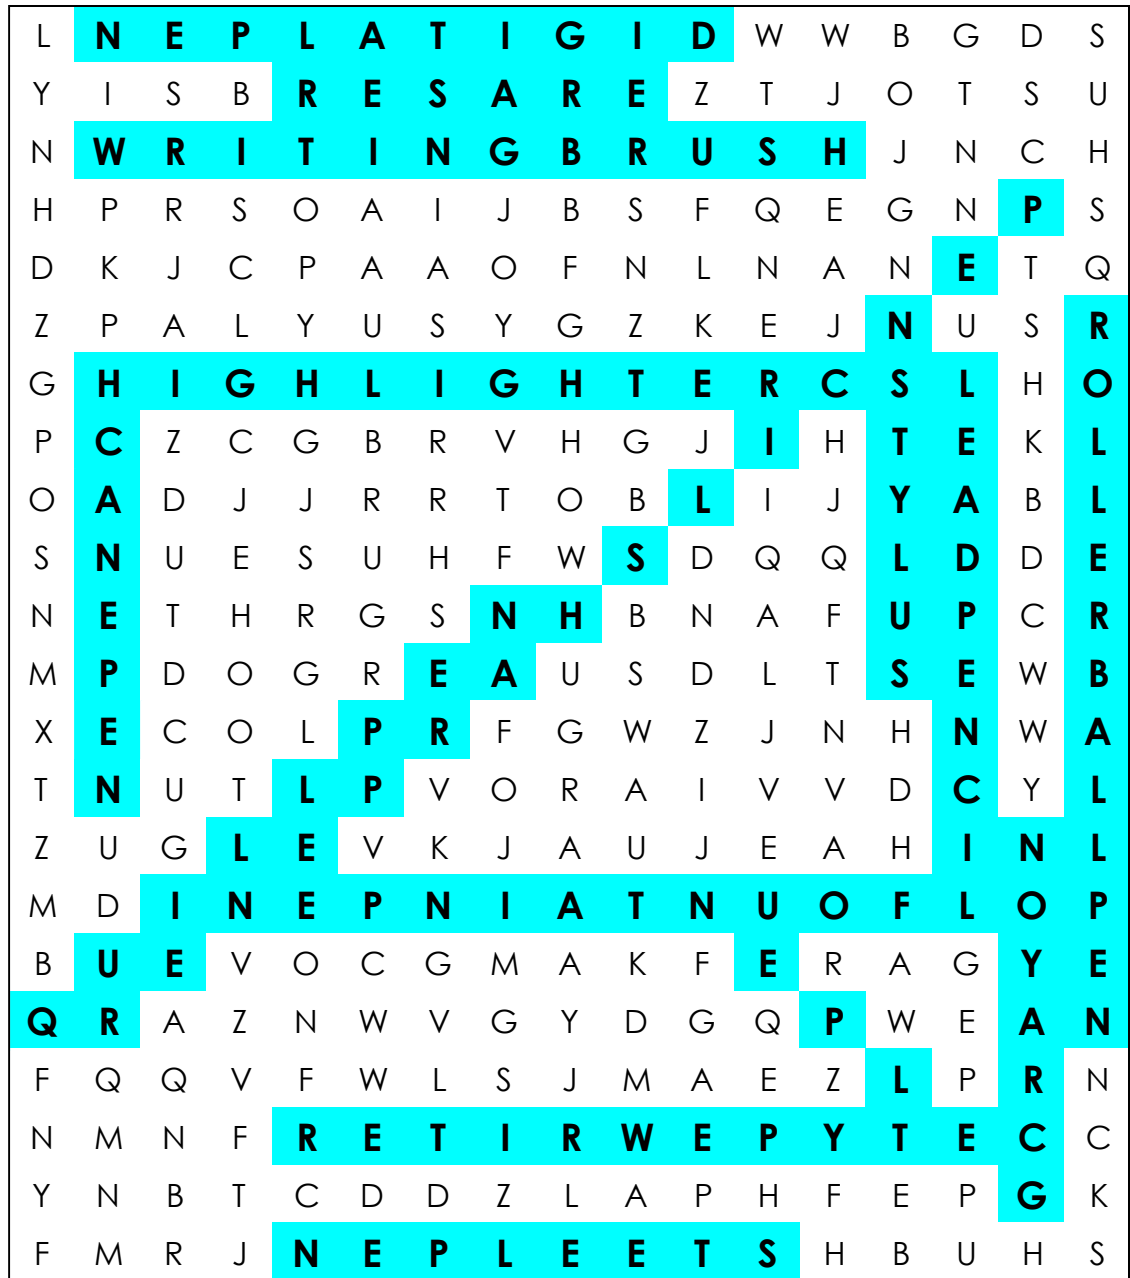 L N E P L A T I G I D W W B G D S
Y I S B R E S A R E Z T J O T S U
N W R I T I N G B R U S H J N C H
H P R S O A I J B S F Q E G N P S
D K J C P A A O F N L N A N E T Q
Z P A L Y U S Y G Z K E J N U S R
G H I G H L I G H T E R C S L H O
P C Z C G B R V H G J I H T E K L
O A D J J R R T O B L I J Y A B L
S N U E S U H F W S D Q Q L D D E
N E T H R G S N H B N A F U P C R
M P D O G R E A U S D L T S E W B
X E C O L P R F G W Z J N H N W A
T N U T L P V O R A I V V D C Y L
Z U G L E V K J A U J E A H I N L
M D I N E P N I A T N U O F L O P
B U E V O C G M A K F E R A G Y E
Q R A Z N W V G Y D G Q P W E A N
F Q Q V F W L S J M A E Z L P R N
N M N F R E T I R W E P Y T E C C
Y N B T C D D Z L A P H F E P G K
F M R J N E P L E E T S H B U H S